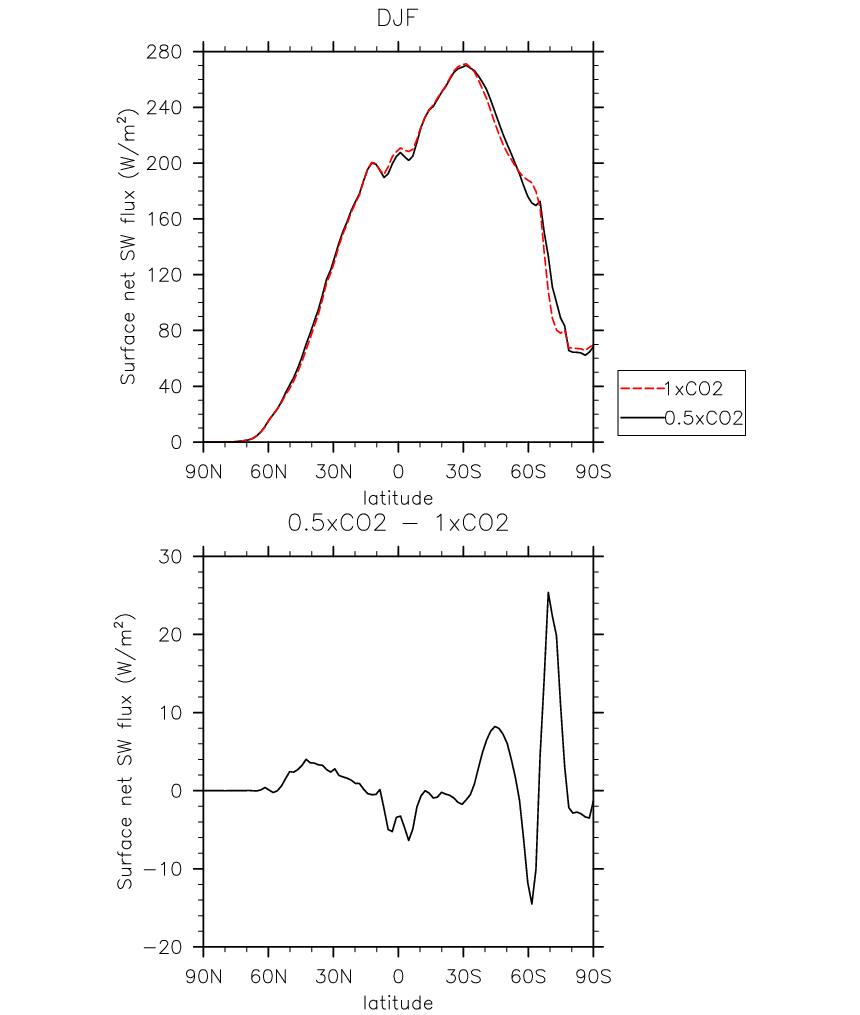 DJF
Surface net SW flux (W/m²)
280
240
200
160
120
80
40
0
90N 60N 30N 0 30S 60S 90S
latitude
1xCO2
0.5xCO2
0.5xCO2 − 1xCO2
Surface net SW flux (W/m²)
30
20
10
0
−10
−20
90N 60N 30N 0 30S 60S 90S
latitude